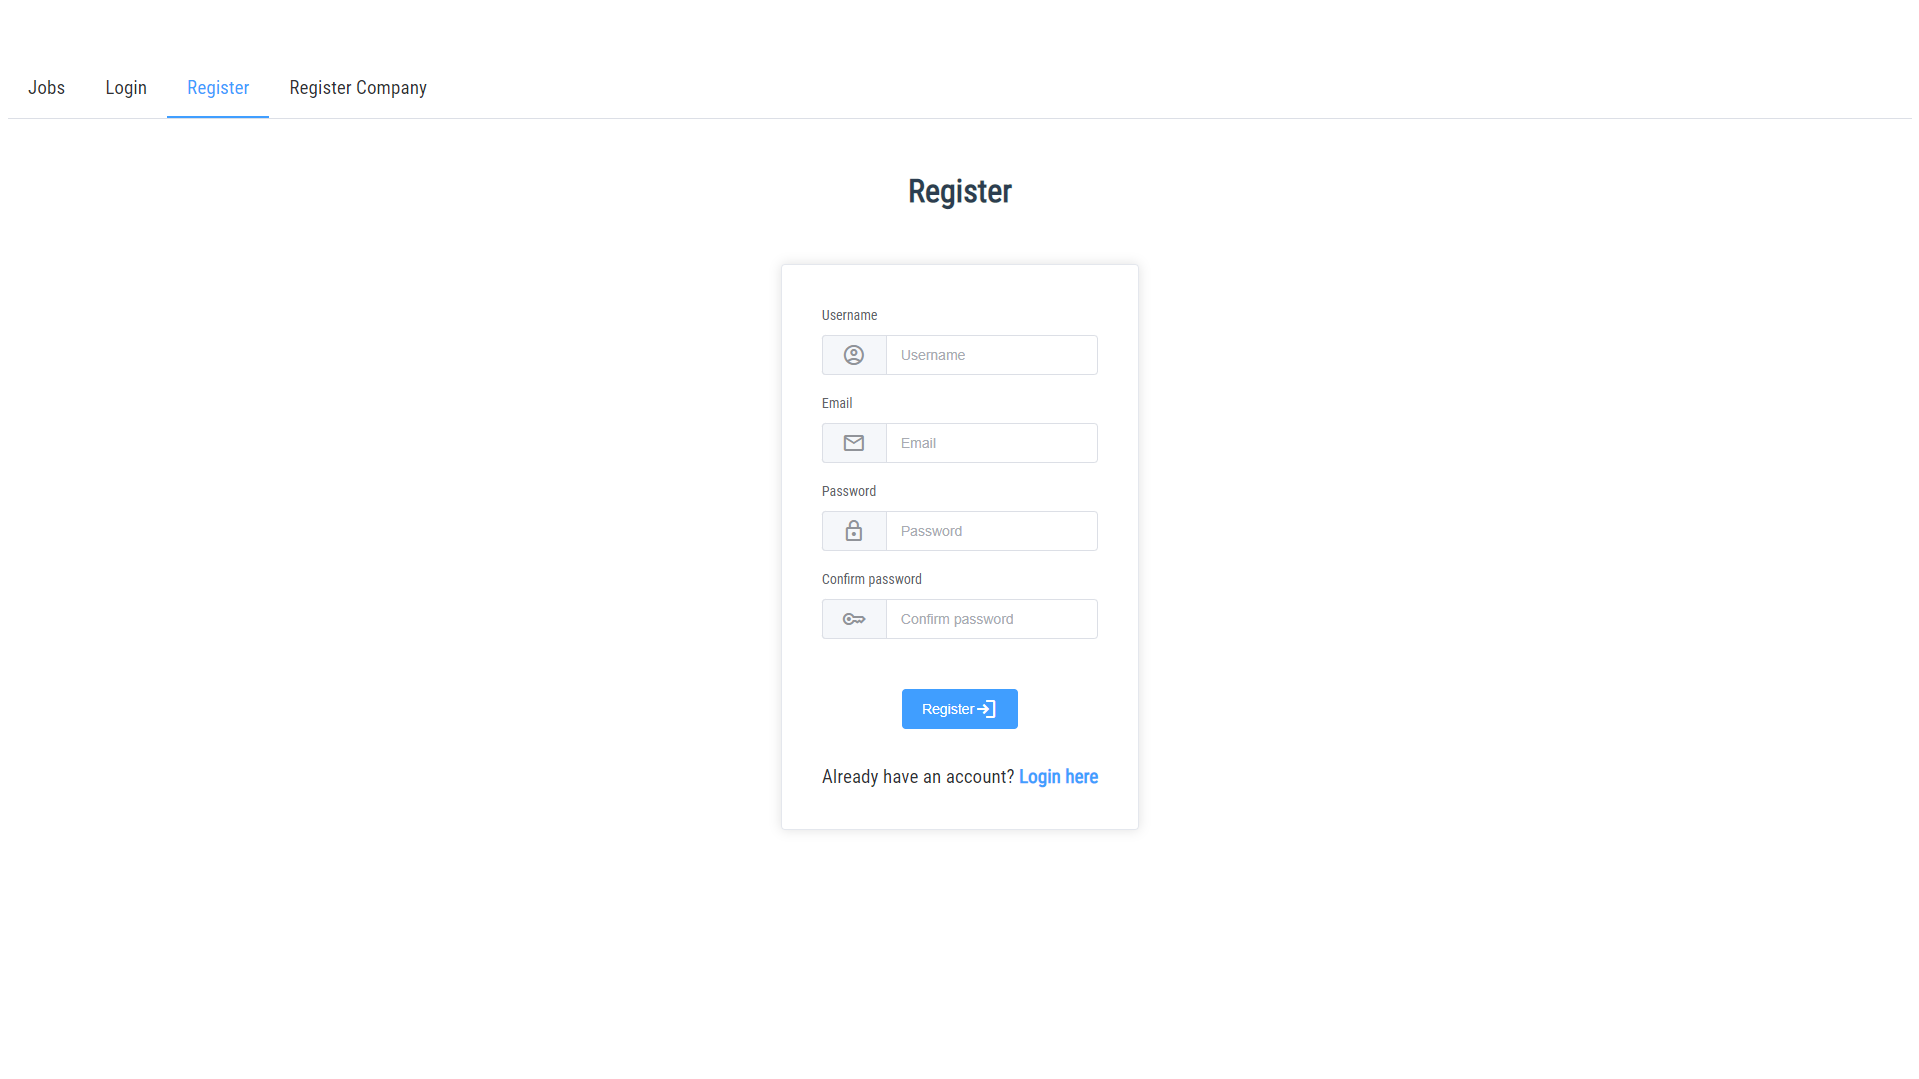 Jobs Login Register Register Company
Register
Username
Username
Email
Email
Password
Password
Confirm password
Confirm password
Register
Already have an account? Login here